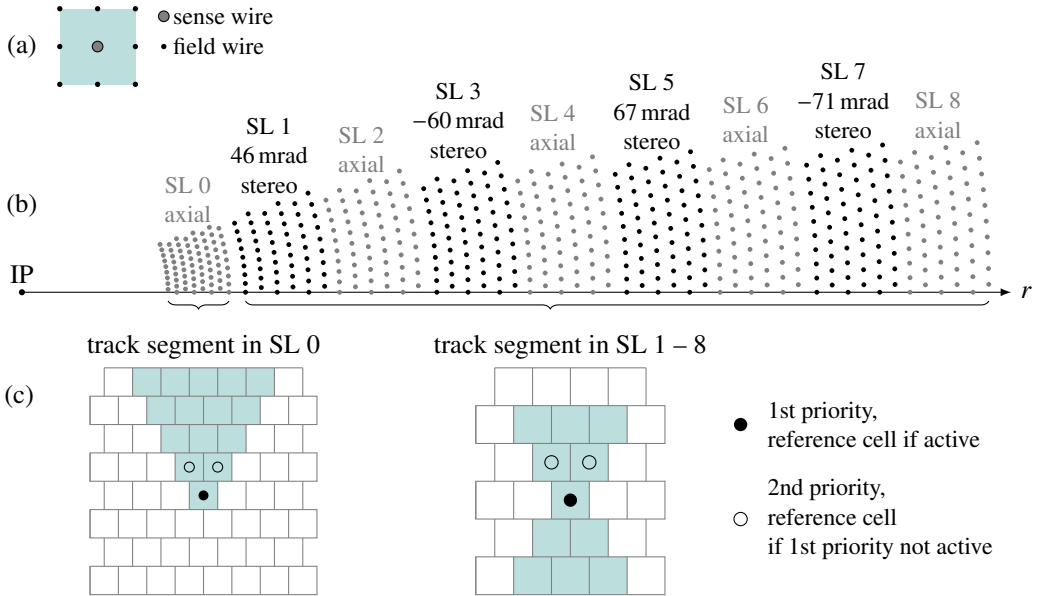 (a)
sense wire
field wire
(b)
SL 0
axial
SL 1
46 mrad
stereo
SL 2
axial
SL 3
−60 mrad
stereo
SL 4
axial
SL 5
67 mrad
stereo
SL 6
axial
SL 7
−71 mrad
stereo
SL 8
axial
IP
r
(c)
track segment in SL 0
track segment in SL 1 – 8
1st priority,
reference cell if active
2nd priority,
reference cell
if 1st priority not active